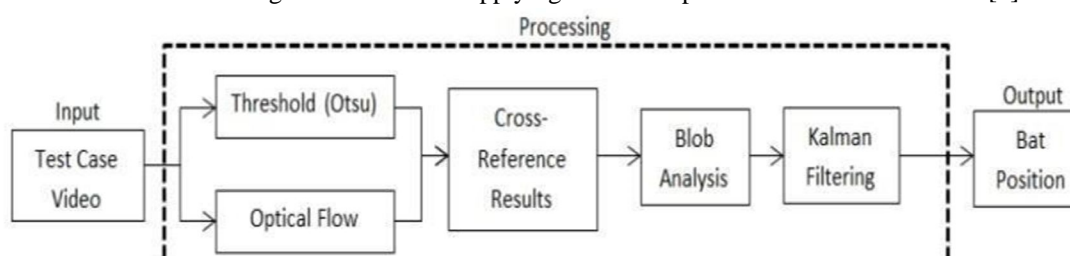 Processing
Input
Test Case
Video
Threshold (Otsu)
Optical Flow
Cross-
Reference
Results
Blob
Analysis
Kalman
Filtering
Output
Bat
Position